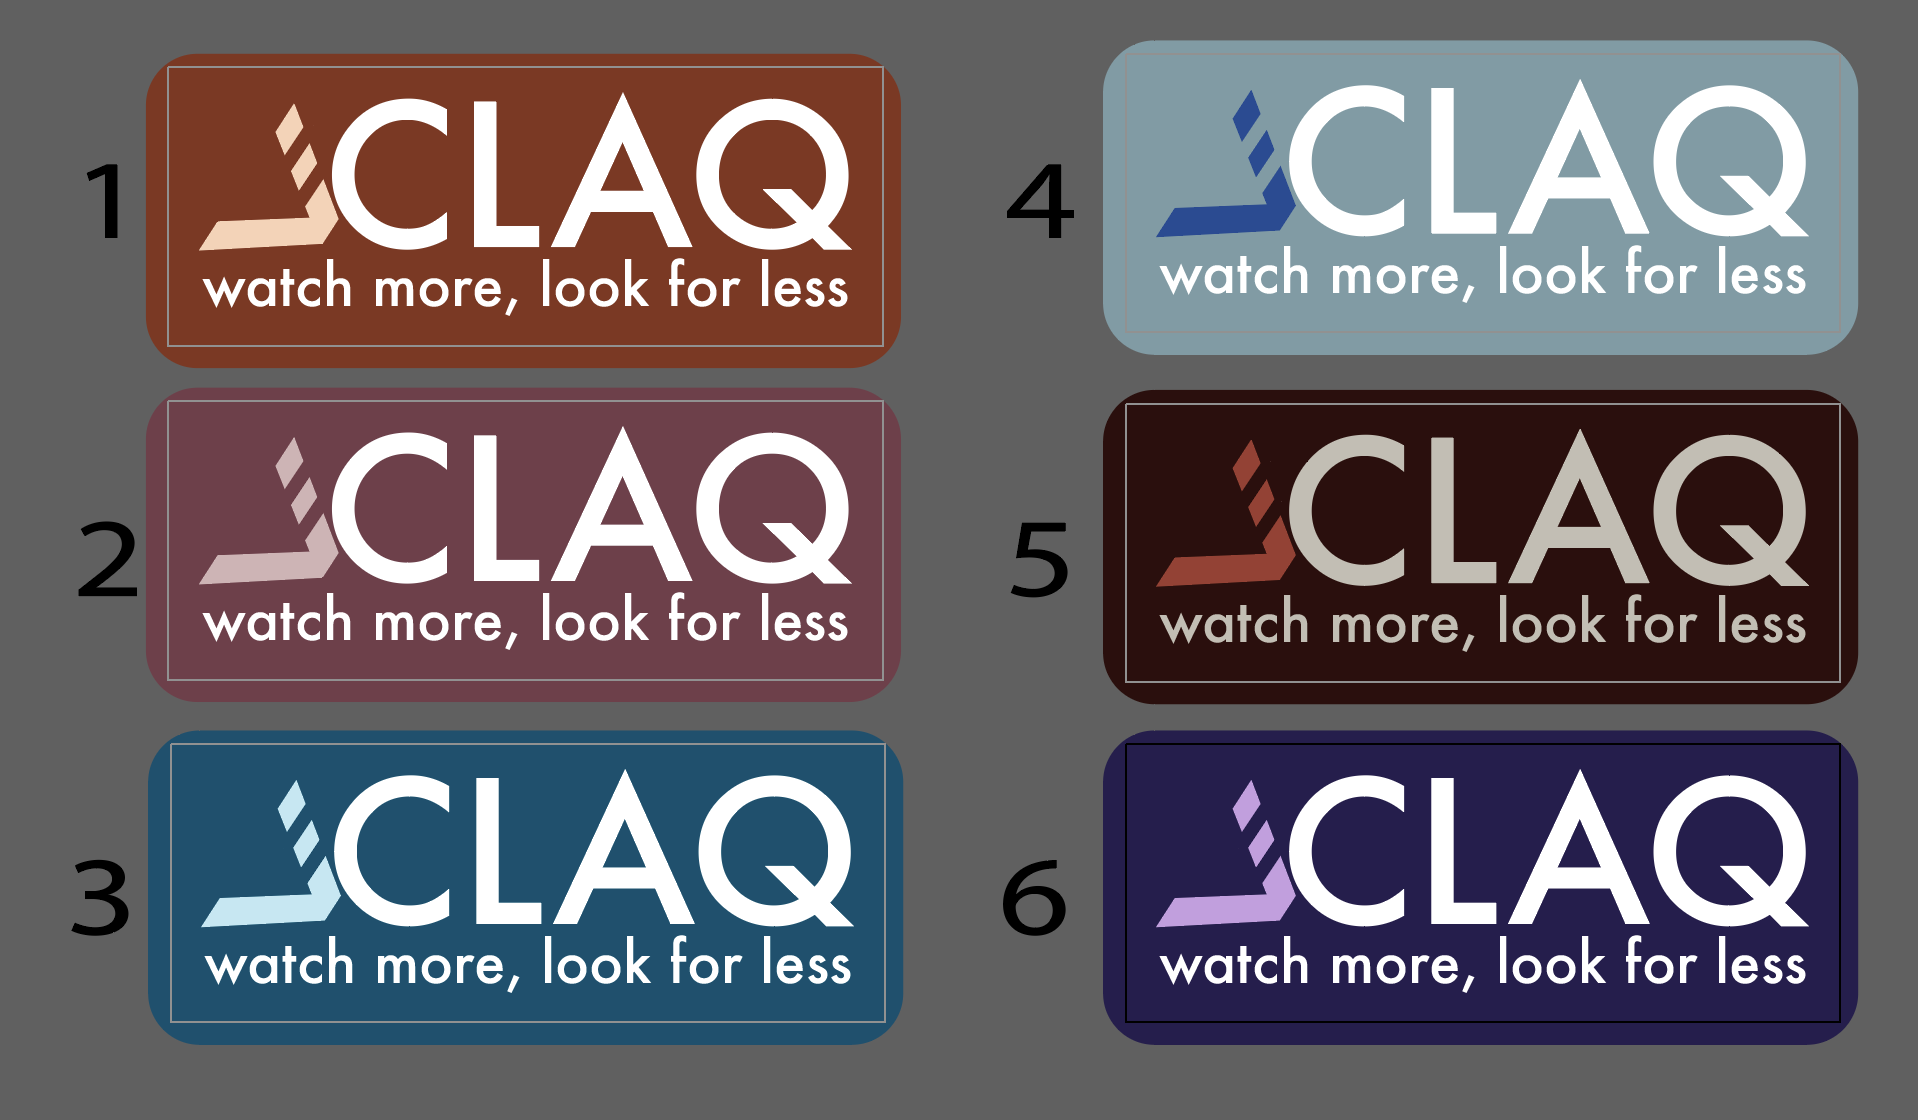 1
CLAQ
watch more, look for less
2
CLAQ
watch more, look for less
3
CLAQ
watch more, look for less
4
CLAQ
watch more, look for less
5
CLAQ
watch more, look for less
6
CLAQ
watch more, look for less